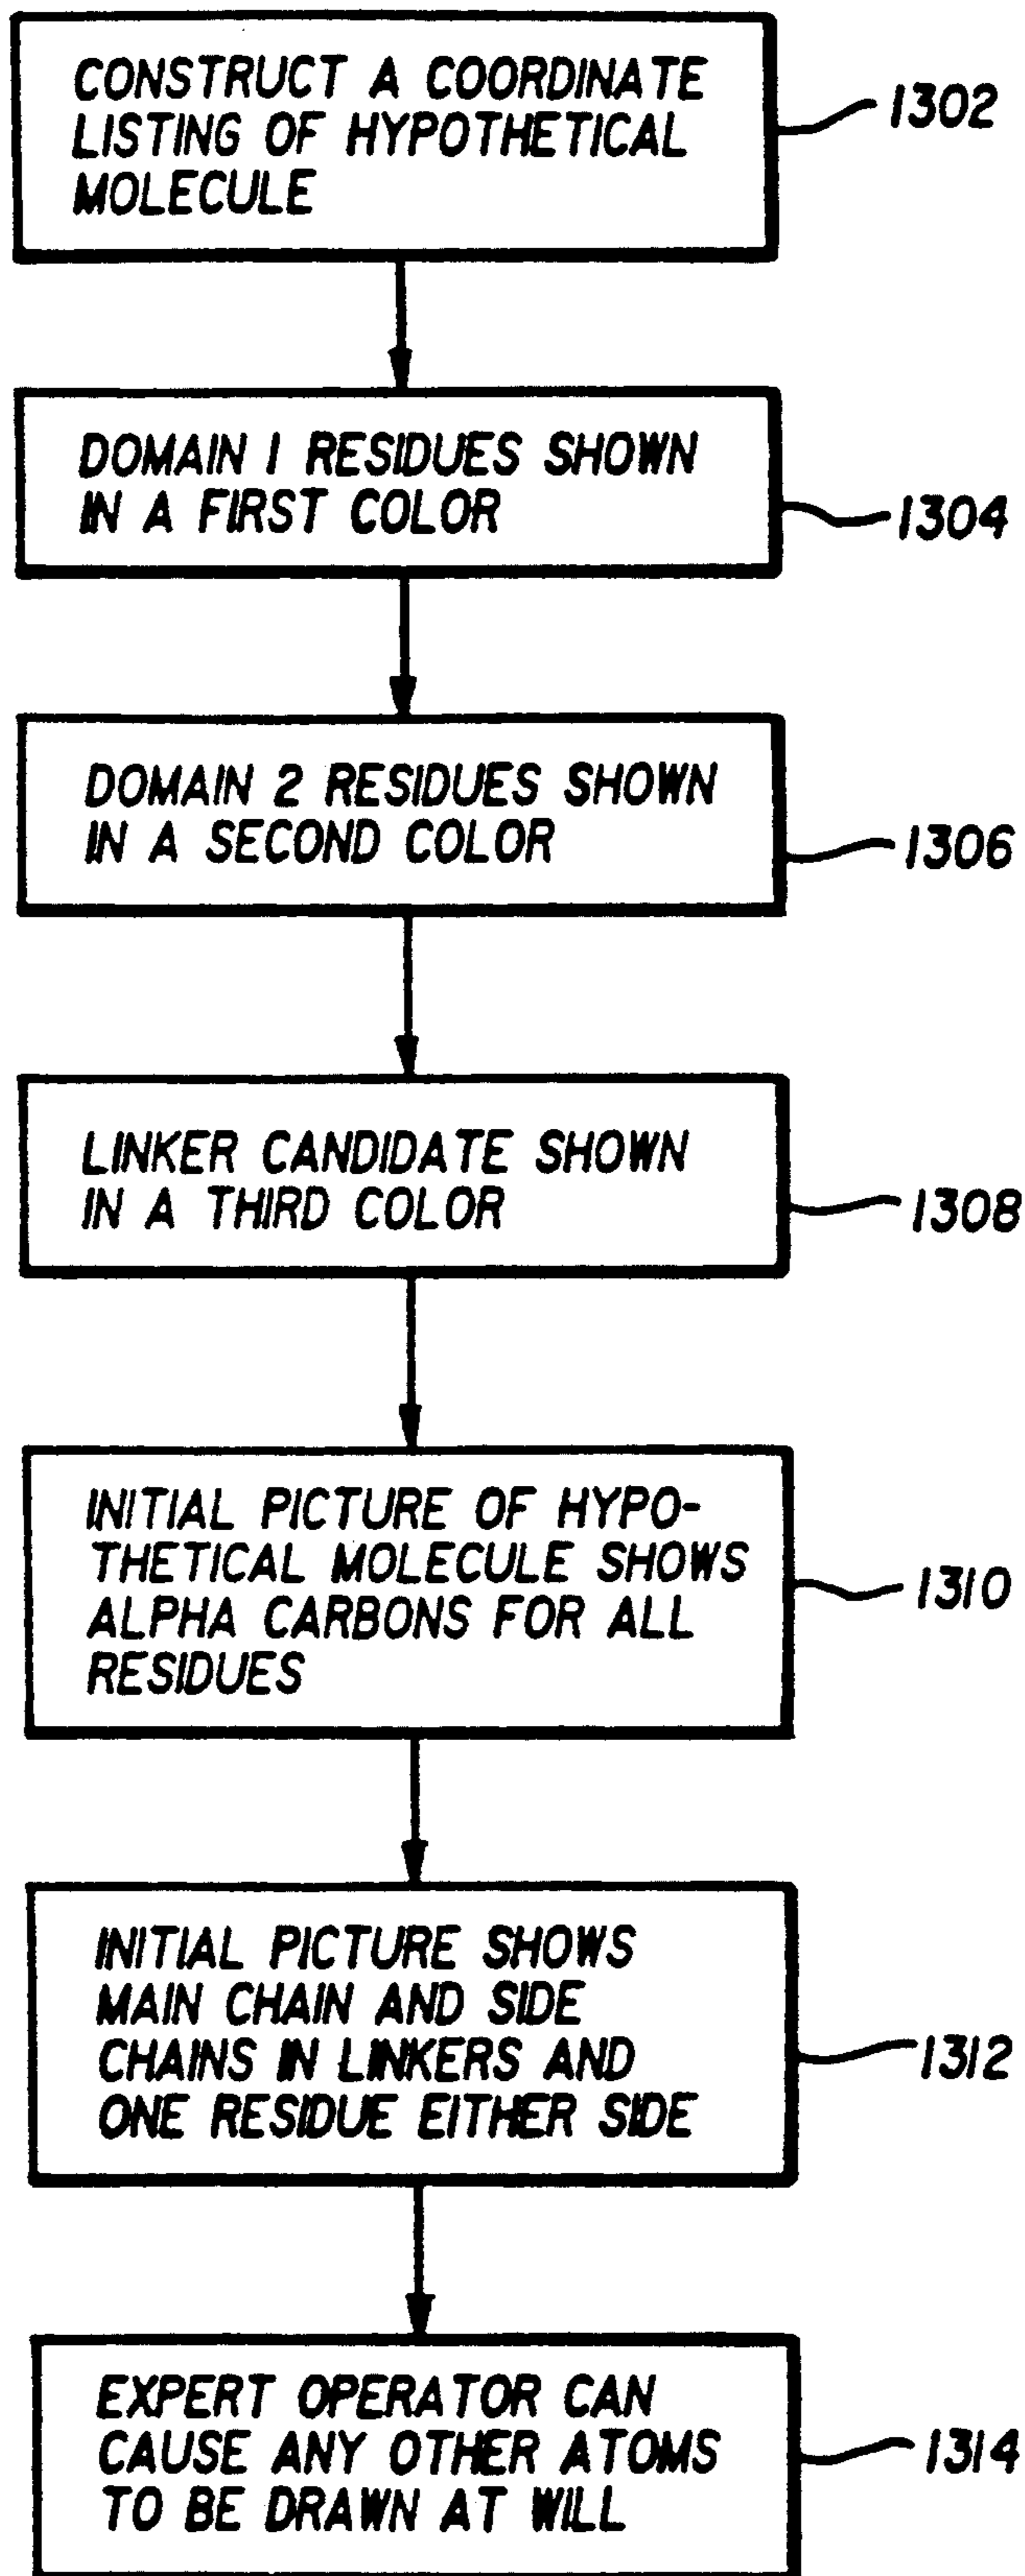 CONSTRUCT A COORDINATE
LISTING OF HYPOTHETICAL
MOLECULE
1302
DOMAIN 1 RESIDUES SHOWN
IN A FIRST COLOR
1304
DOMAIN 2 RESIDUES SHOWN
IN A SECOND COLOR
1306
LINKER CANDIDATE SHOWN
IN A THIRD COLOR
1308
INITIAL PICTURE OF HYPO-
THETICAL MOLECULE SHOWS
ALPHA CARBONS FOR ALL
RESIDUES
1310
INITIAL PICTURE SHOWS
MAIN CHAIN AND SIDE
CHAINS IN LINKERS AND
ONE RESIDUE EITHER SIDE
1312
EXPERT OPERATOR CAN
CAUSE ANY OTHER ATOMS
TO BE DRAWN AT WILL
1314